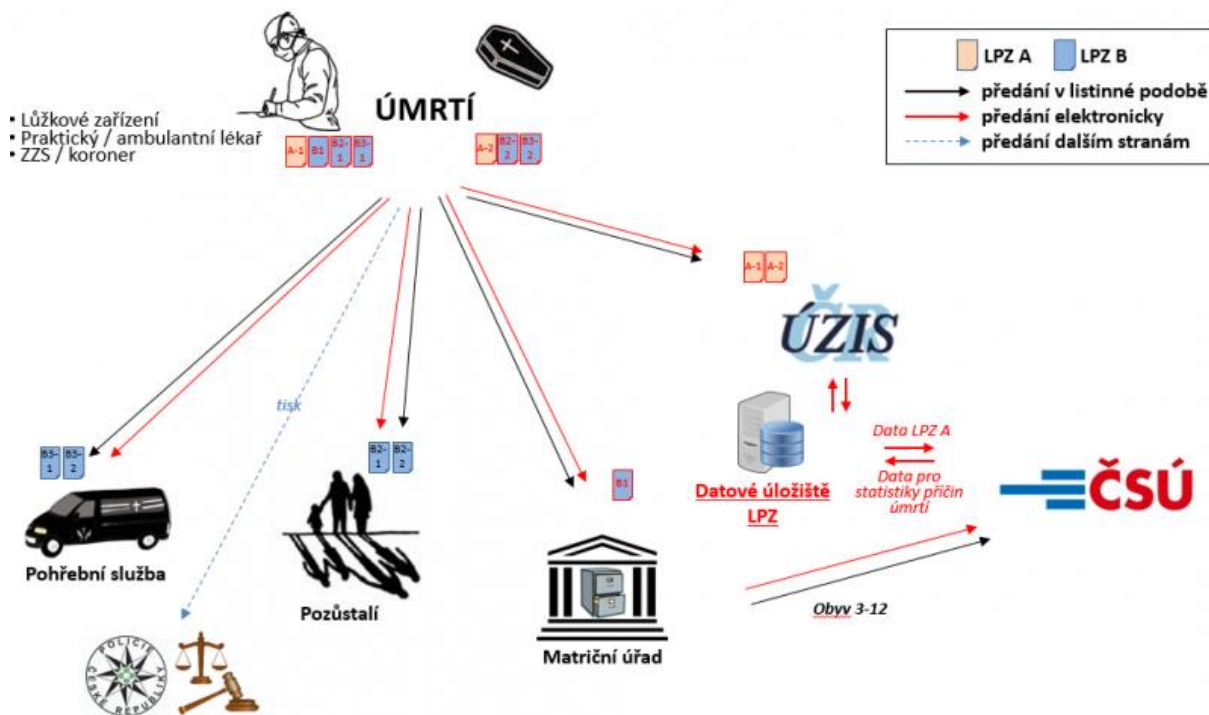 LPZ A
LPZ B
předání v listinné podobě
předání elektronicky
předání dalším stranám
ÚMRTÍ
• Lůžkové zařízení
• Praktický / ambulantní lékař
• ZZS / koroner
A-1
B1
B2-1
B3-1
A-2
B2-2
B3-2
A-1
A-2
ÚZIS
ČR
tisk
B3-1
B3-2
B2-1
B2-2
B1
Data LPZ A
Data pro
statistiky příčin
úmrtí
Datové úložiště
LPZ
ČSÚ
Pohřební služba
Pozůstalí
Matriční úřad
Obyv 3-12
POLICIE
ČESKÉ REPUBLIKY